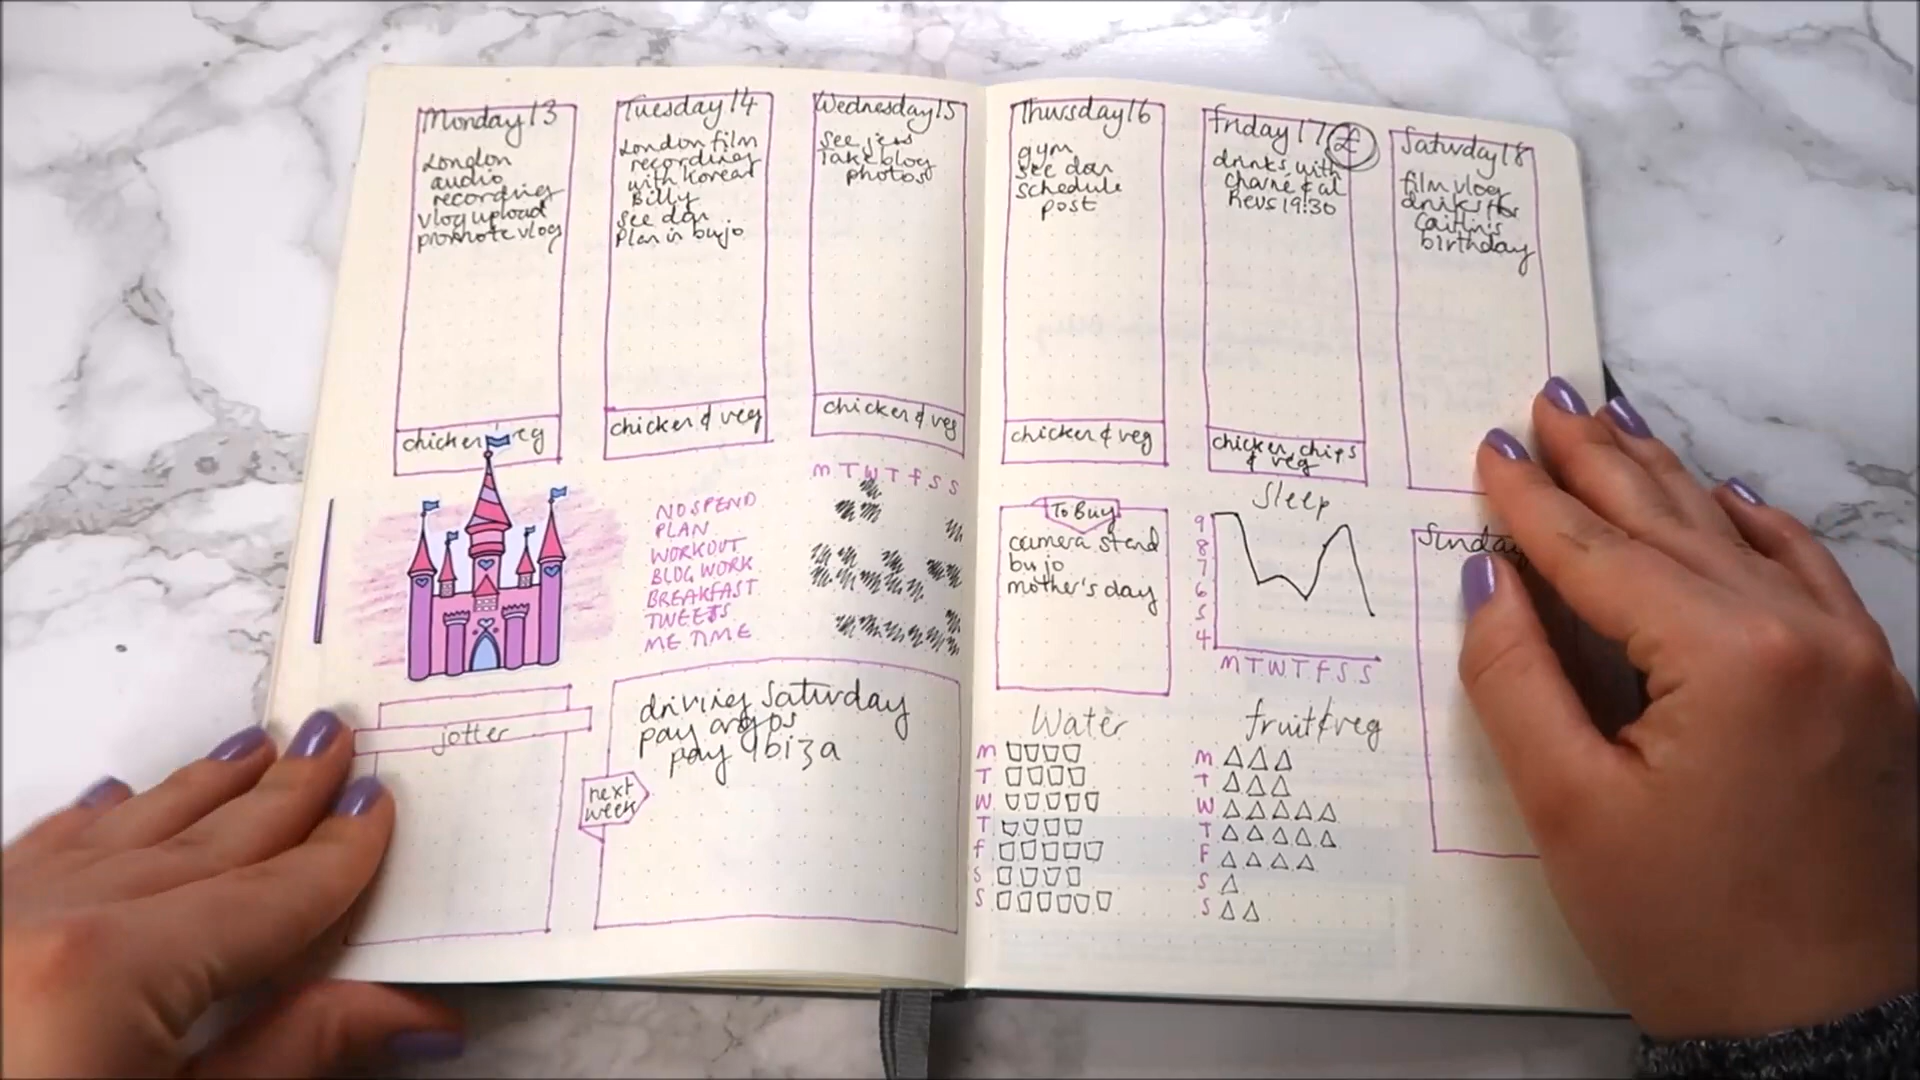 Monday 13
London
audio
recording
vlog upload
promote vlog
chicken & veg
Tuesday 14
London film
recording
with Korean
Billy
see dan
plan in bujo
chicken & veg
Wednesday 15
see jess
take blog
photos
chicken & veg
M T W T F S S
NO SPEND
PLAN
WORKOUT
BLOG WORK
BREAKFAST
TWEETS
ME TIME
jotter
driving Saturday
pay argos
pay Ibiza
next
week
Thursday 16
gym
see dan
schedule
post
chicken & veg
Friday 17 £
drinks with
& al
Revs 19:30
chicken, chips
& veg
Saturday 18
film vlog
drinks for
Caitlin's
birthday
To Buy
camera stand
bujo
mother's day
Sleep
9
8
7
6
5
4
M T W T F S S
Sunday
Water
M
T
W
T
F
S
S
fruit & veg
M
T
W
T
F
S
S